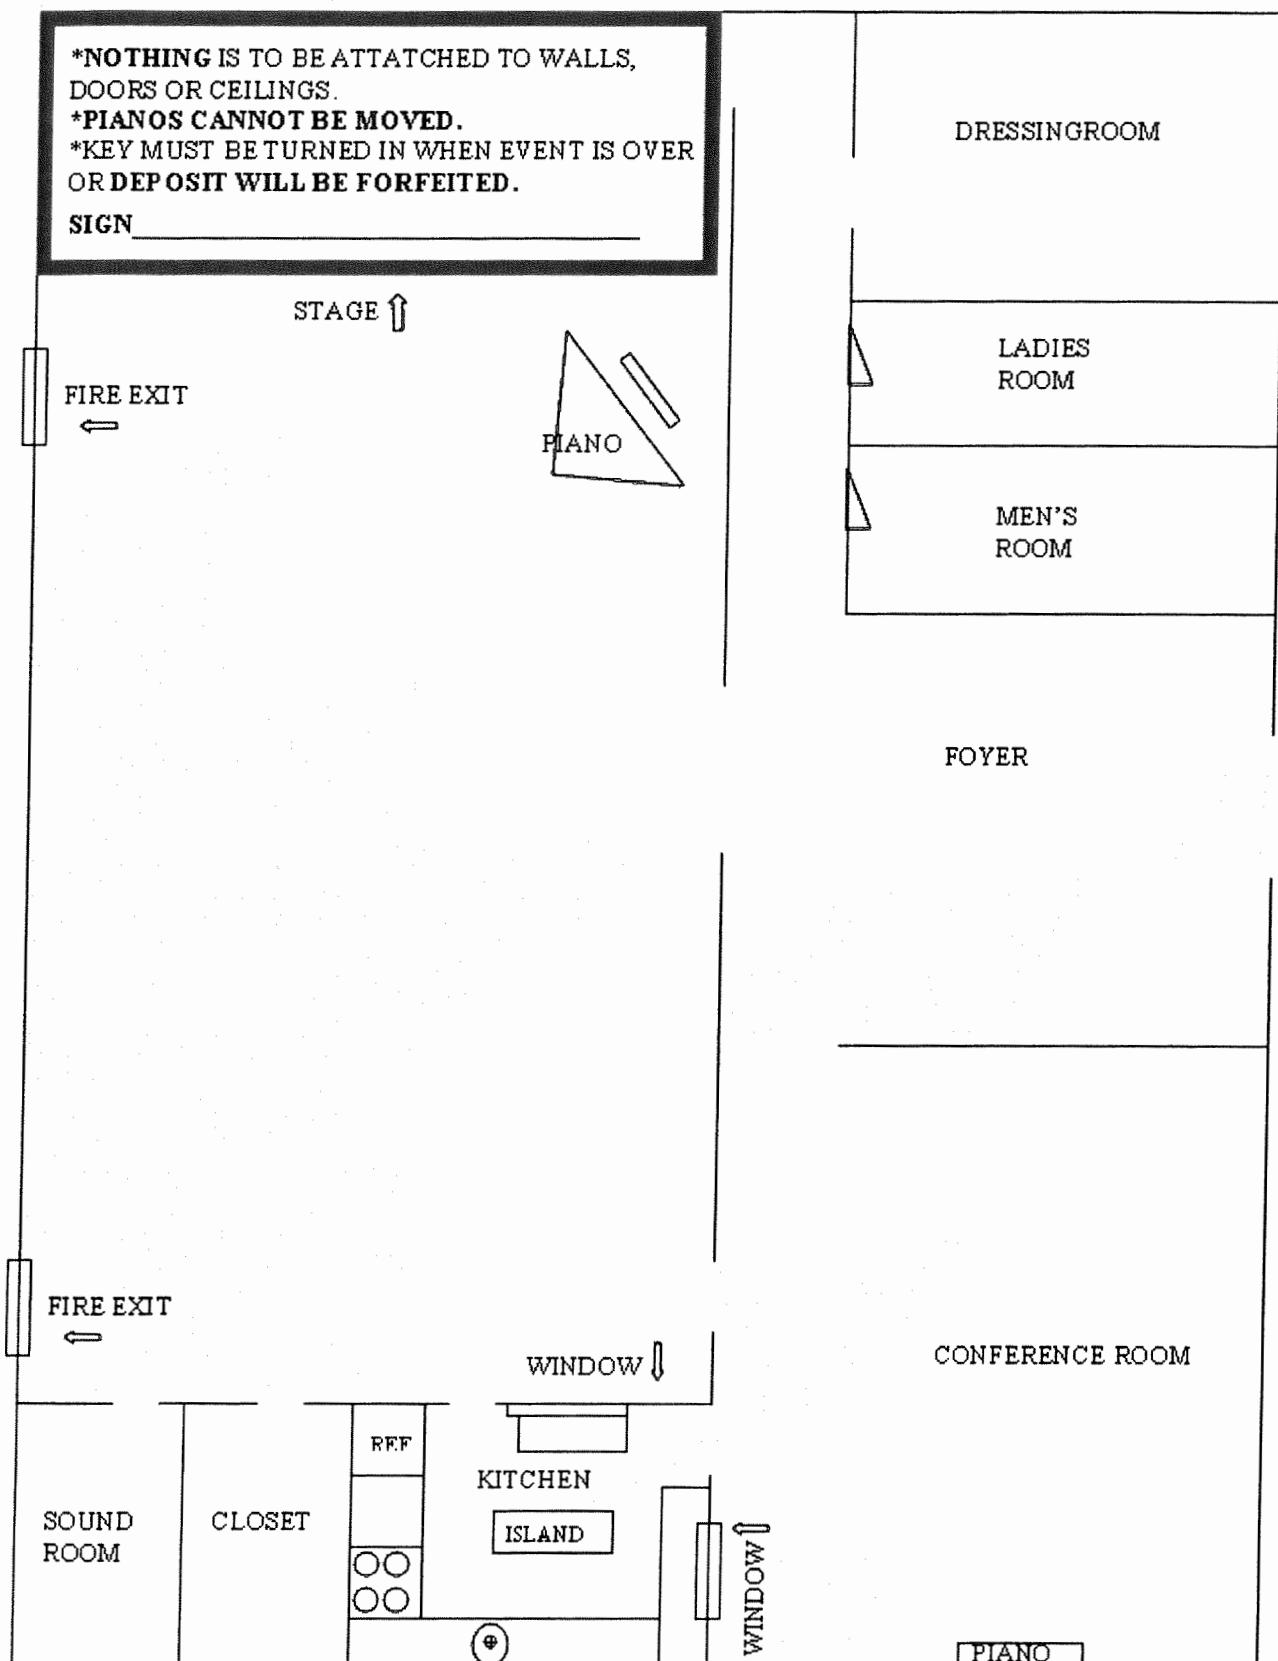 *NOTHING IS TO BE ATTATCHED TO WALLS,
DOORS OR CEILINGS.
*PIANOS CANNOT BE MOVED.
*KEY MUST BE TURNED IN WHEN EVENT IS OVER
OR DEPOSIT WILL BE FORFEITED.
SIGN
DRESSINGROOM
STAGE
LADIES
ROOM
FIRE EXIT
PIANO
MEN'S
ROOM
FOYER
FIRE EXIT
WINDOW
CONFERENCE ROOM
REF
KITCHEN
SOUND
ROOM
CLOSET
ISLAND
WINDOW
PIANO